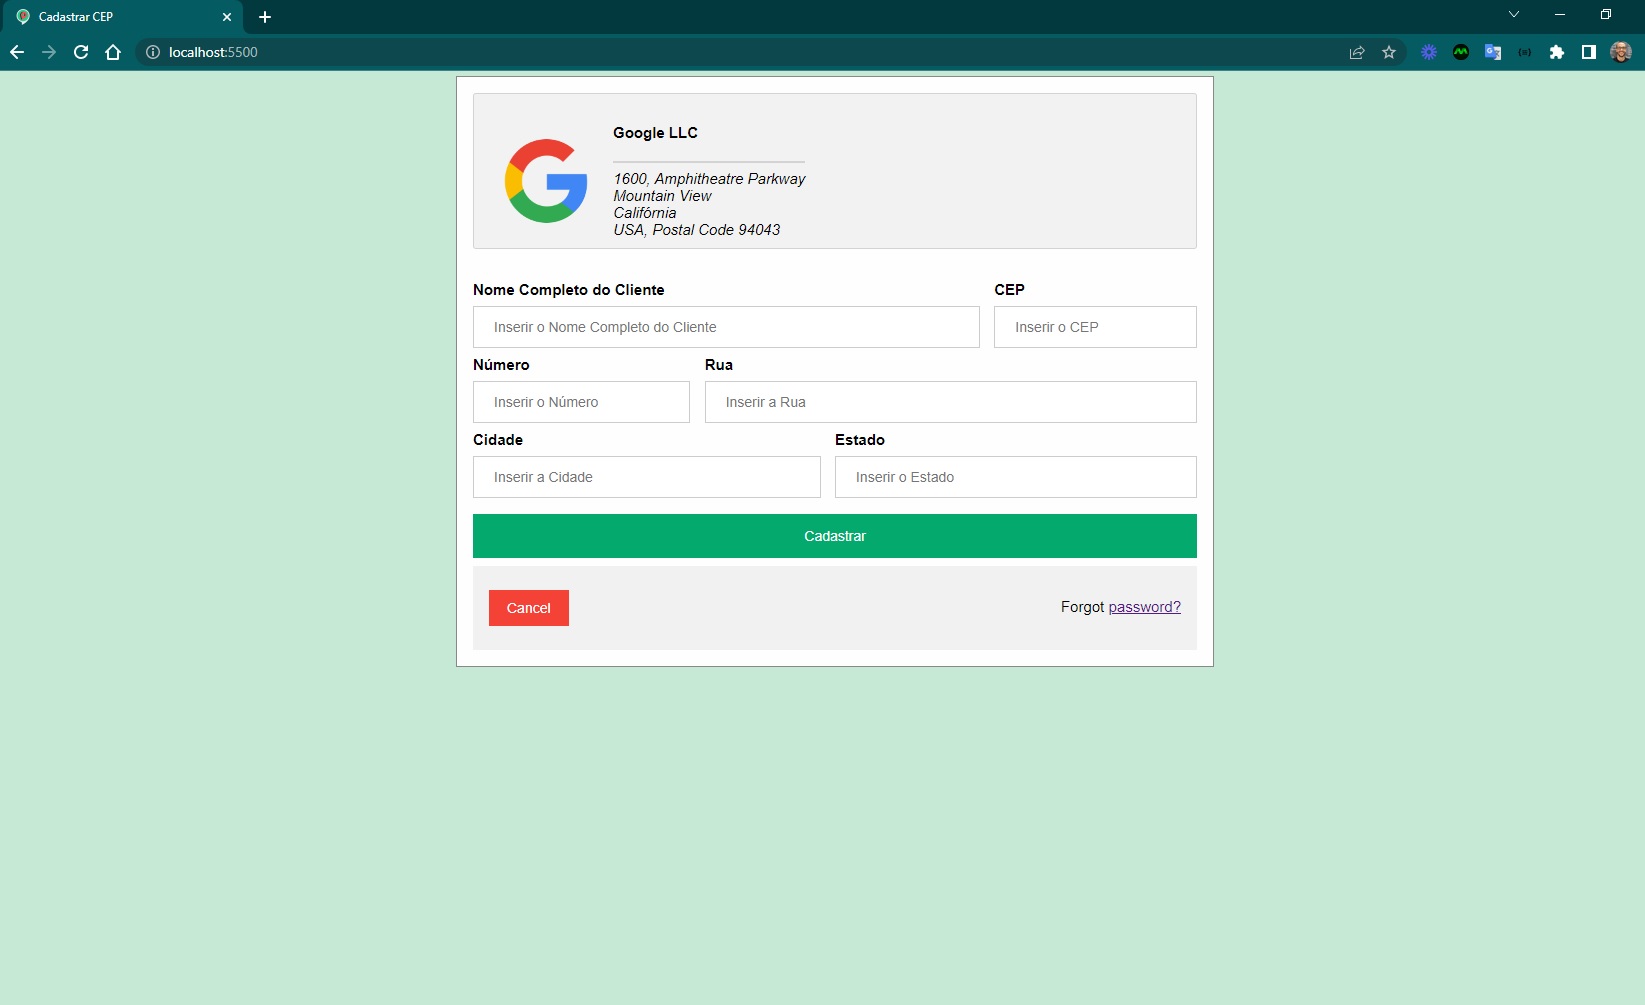 Cadastrar CEP
localhost:5500
Google LLC
1600, Amphitheatre Parkway
Mountain View
Califórnia
USA, Postal Code 94043
Nome Completo do Cliente CEP
Inserir o Nome Completo do Cliente Inserir o CEP
Número Rua
Inserir o Número Inserir a Rua
Cidade Estado
Inserir a Cidade Inserir o Estado
Cadastrar
Cancel Forgot password?